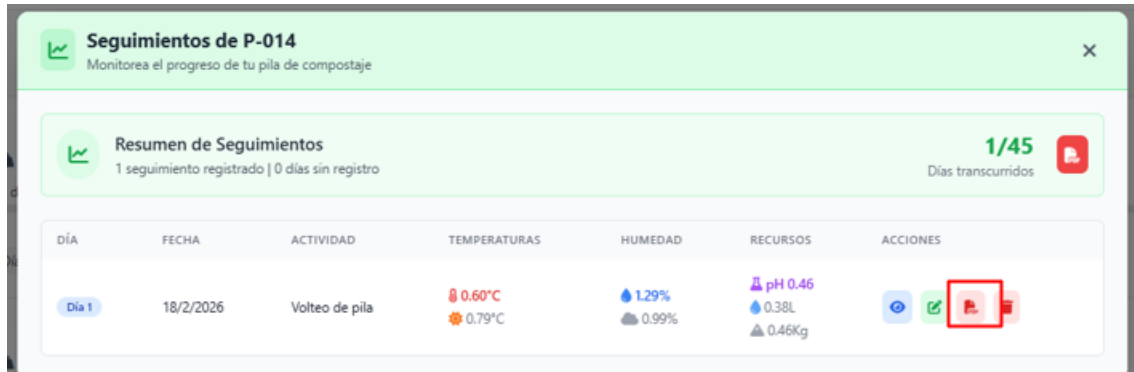 Seguimientos de P-014
Monitorea el progreso de tu pila de compostaje
Resumen de Seguimientos
1 seguimiento registrado | 0 días sin registro
1/45
Días transcurridos
DÍA FECHA ACTIVIDAD TEMPERATURAS HUMEDAD RECURSOS ACCIONES
Día 1 18/2/2026 Volteo de pila 0.60°C 1.29% pH 0.46
0.79°C 0.99% 0.38L
0.46Kg